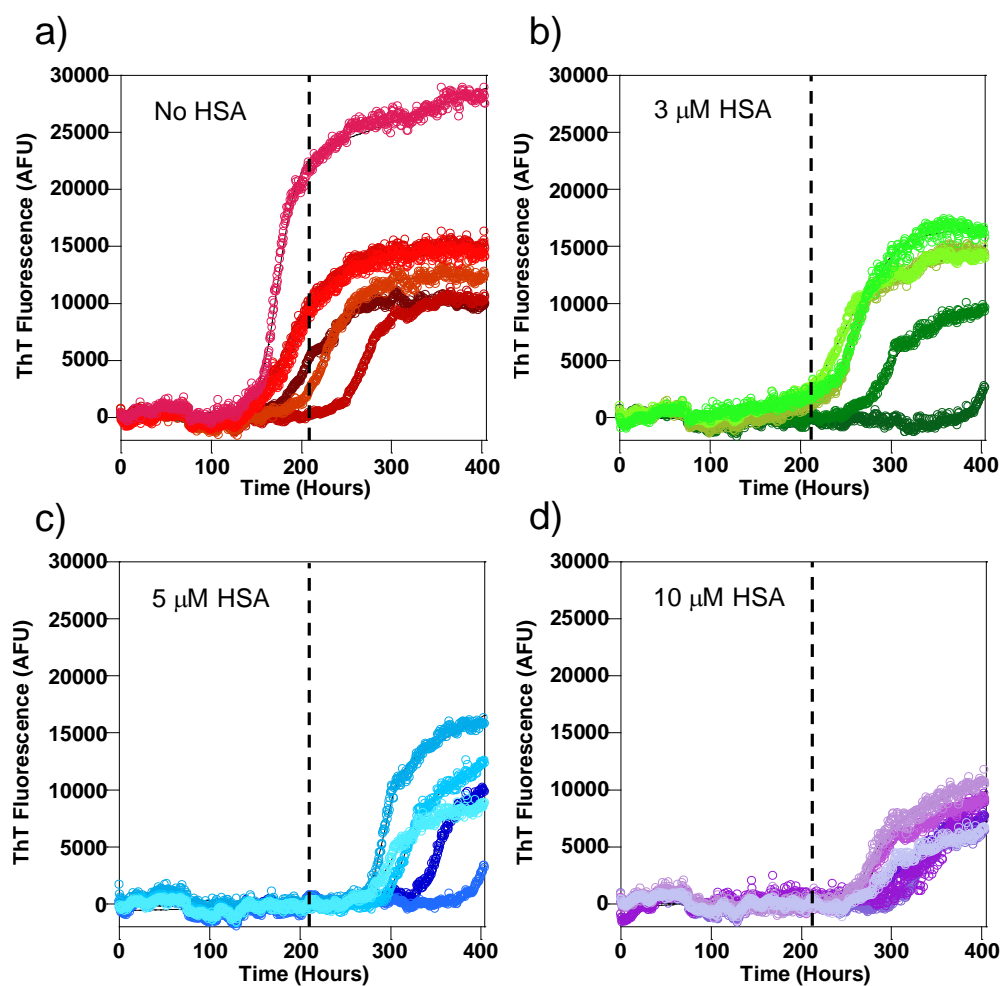 a)
No HSA
30000
25000
20000
15000
10000
5000
0
ThT Fluorescence (AFU)
0 100 200 300 400
Time (Hours)
b)
3 μM HSA
30000
25000
20000
15000
10000
5000
0
ThT Fluorescence (AFU)
0 100 200 300 400
Time (Hours)
c)
5 μM HSA
30000
25000
20000
15000
10000
5000
0
ThT Fluorescence (AFU)
0 100 200 300 400
Time (Hours)
d)
10 μM HSA
30000
25000
20000
15000
10000
5000
0
ThT Fluorescence (AFU)
0 100 200 300 400
Time (Hours)